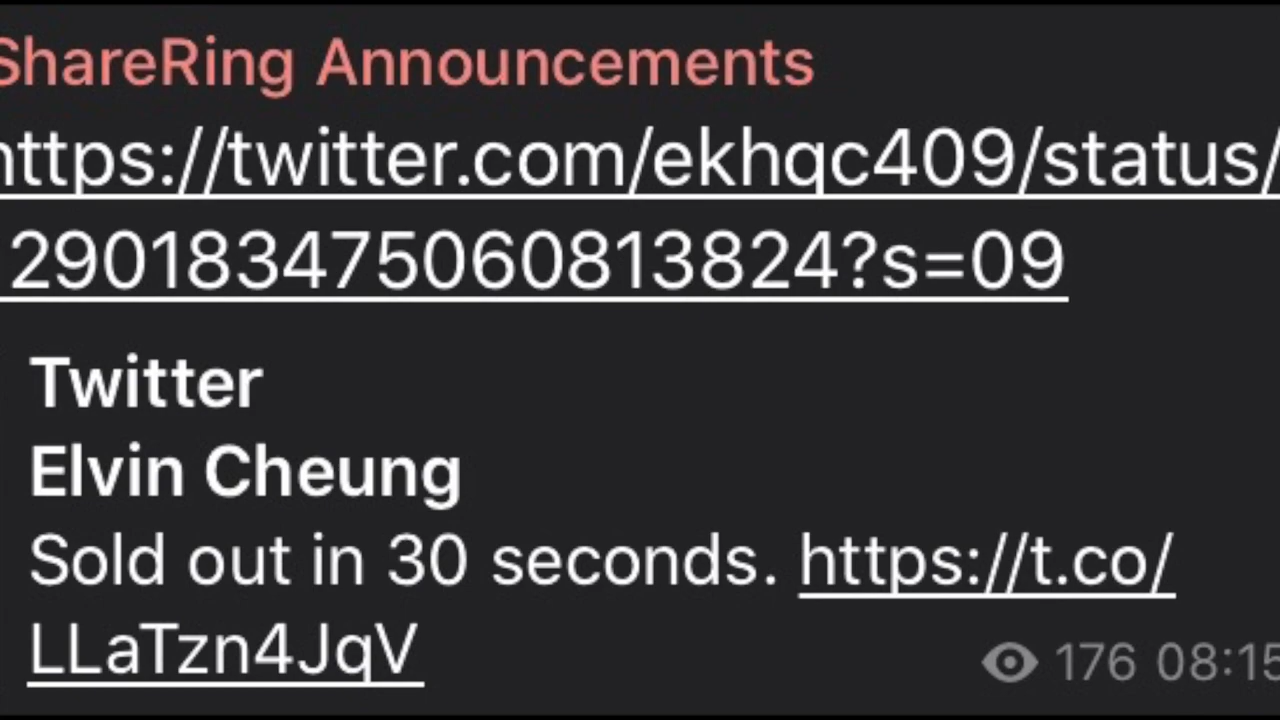 ShareRing Announcements
https://twitter.com/ekhqc409/status/
290183475060813824?s=09
Twitter
Elvin Cheung
Sold out in 30 seconds. https://t.co/
LLaTzn4JqV
176 08:15